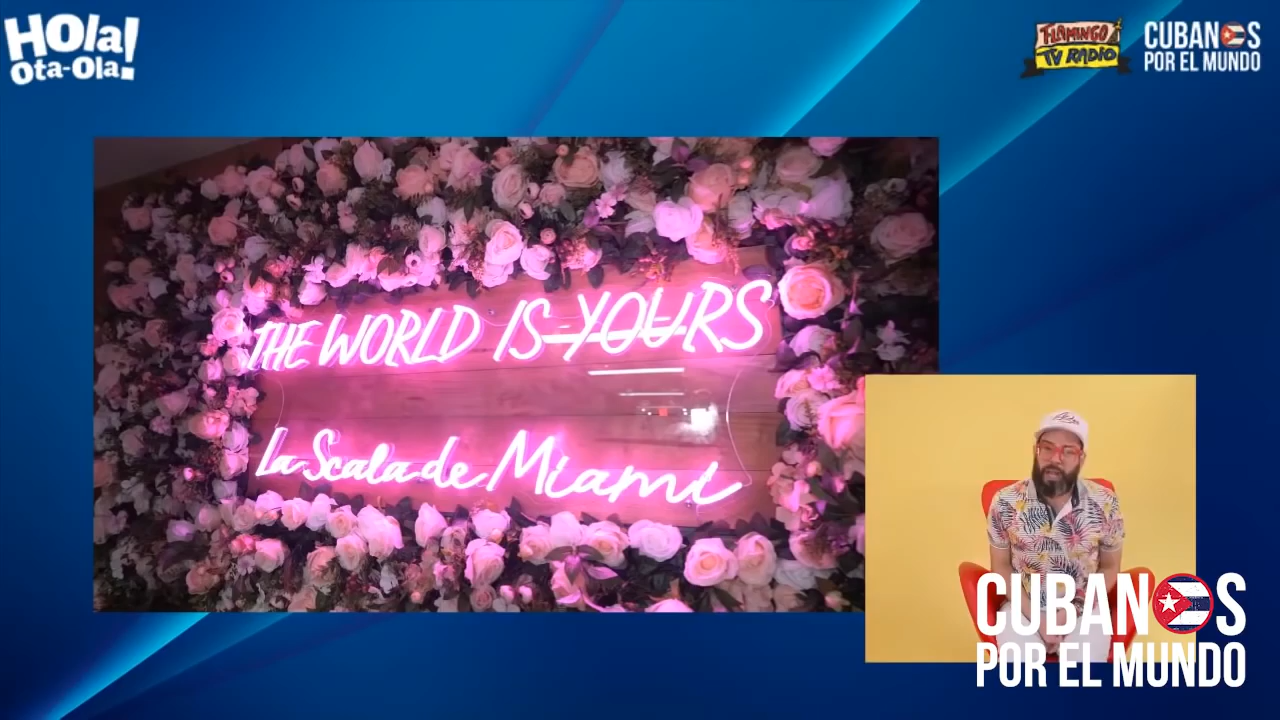 HOla!
Ota-Ola!
FLAMINGO
TV RADIO
CUBANOS
POR EL MUNDO
THE WORLD IS YOURS
La Scala de Miami
CUBANOS
POR EL MUNDO